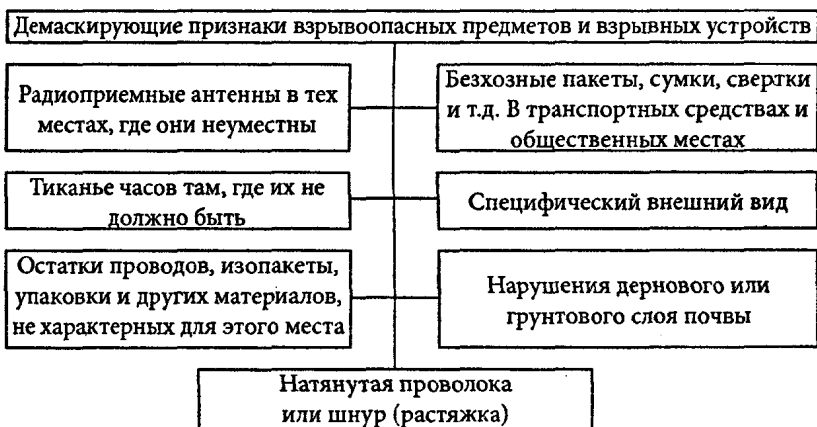 Демаскирующие признаки взрывоопасных предметов и взрывных устройств
Радиоприемные антенны в тех
местах, где они неуместны
Безхозные пакеты, сумки, свертки
и т.д. В транспортных средствах и
общественных местах
Тиканье часов там, где их не
должно быть
Специфический внешний вид
Остатки проводов, изопакеты,
упаковки и других материалов,
не характерных для этого места
Нарушения дернового или
грунтового слоя почвы
Натянутая проволока
или шнур (растяжка)